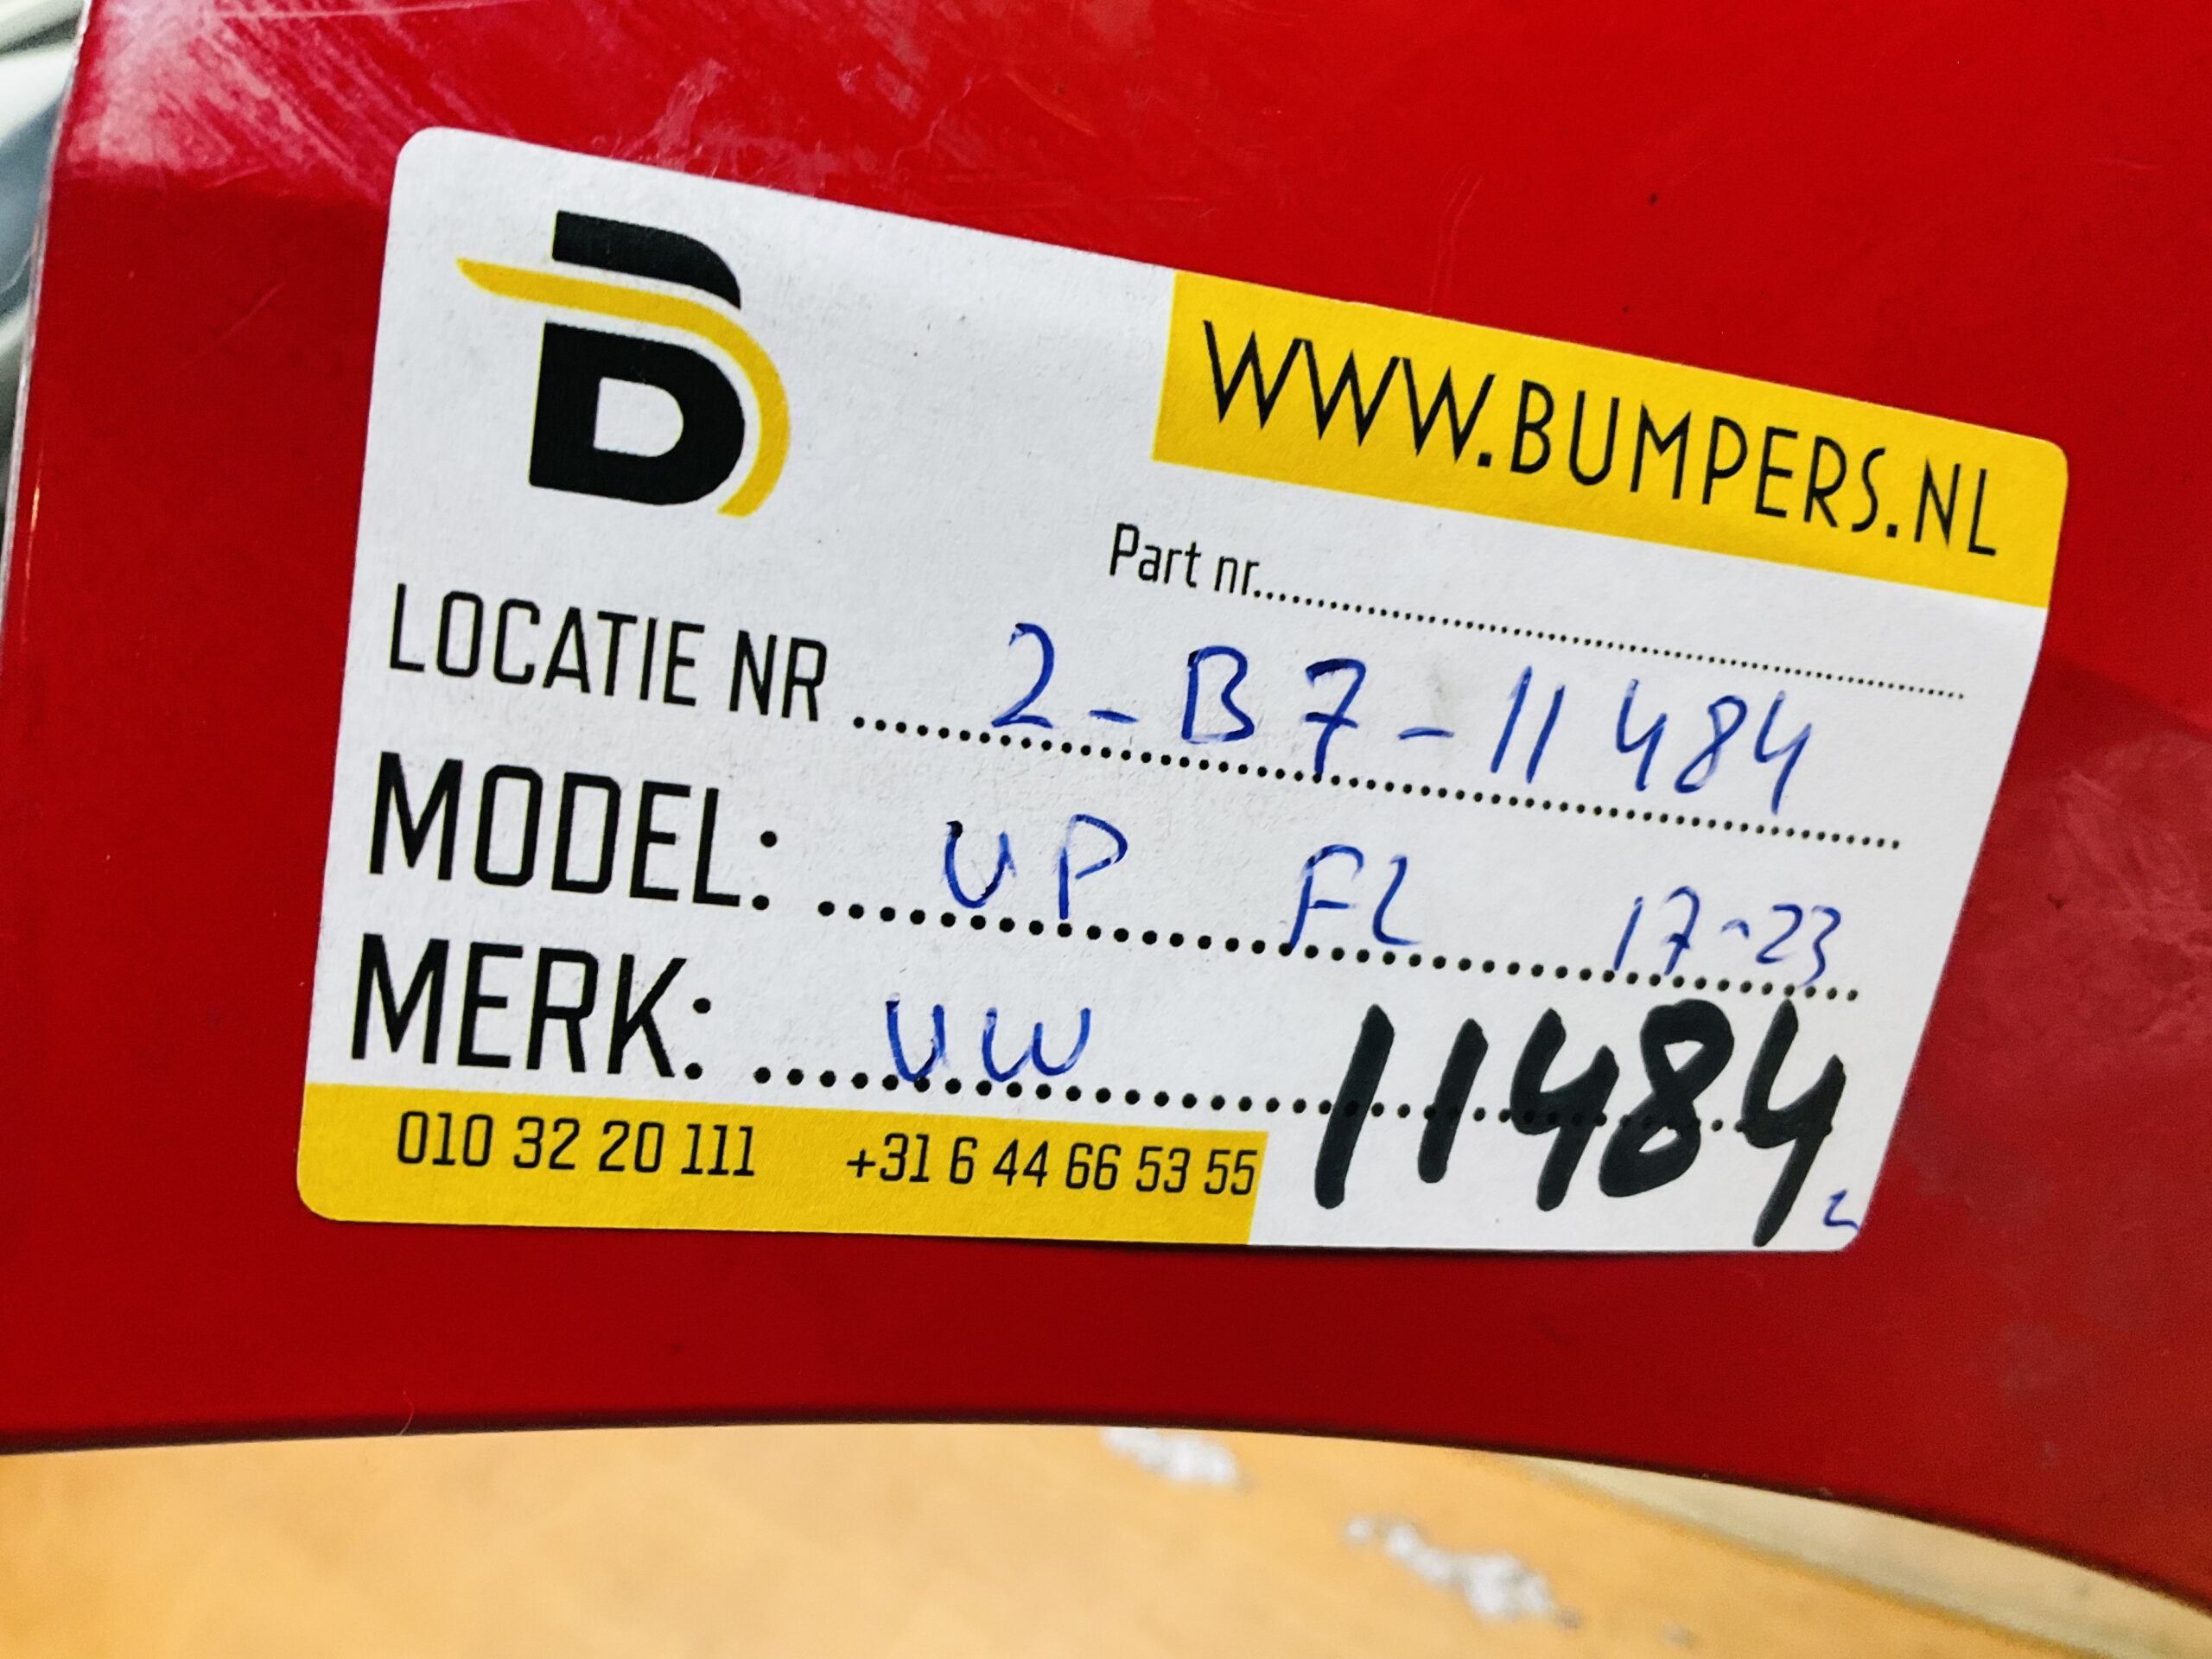 B
WWW.BUMPERS.NL
Part nr..............................
LOCATIE NR ..... 2-B7-11484
MODEL: ..... UP FL 17-23
MERK: ..... VW
11484
010 32 20 111 +31 6 44 66 53 55